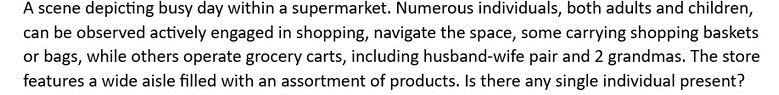 A scene depicting busy day within a supermarket. Numerous individuals, both adults and children,
can be observed actively engaged in shopping, navigate the space, some carrying shopping baskets
or bags, while others operate grocery carts, including husband-wife pair and 2 grandmas. The store
features a wide aisle filled with an assortment of products. Is there any single individual present?